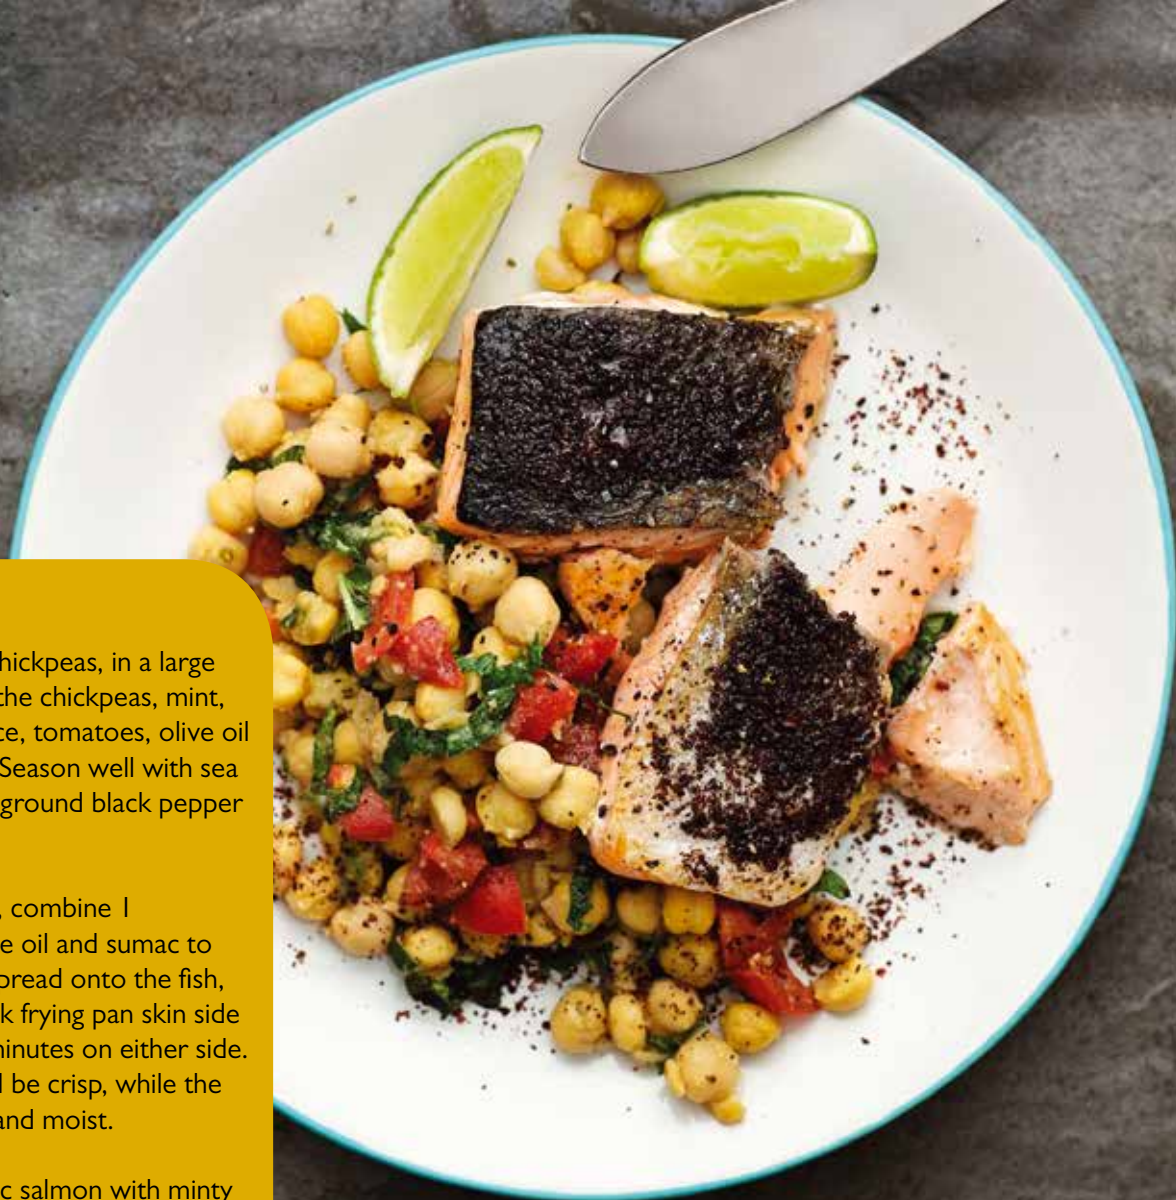 hickpeas, in a large
the chickpeas, mint,
ce, tomatoes, olive oil
Season well with sea
ground black pepper
, combine 1
e oil and sumac to
pread onto the fish,
k frying pan skin side
minutes on either side.
l be crisp, while the
and moist.
c salmon with minty